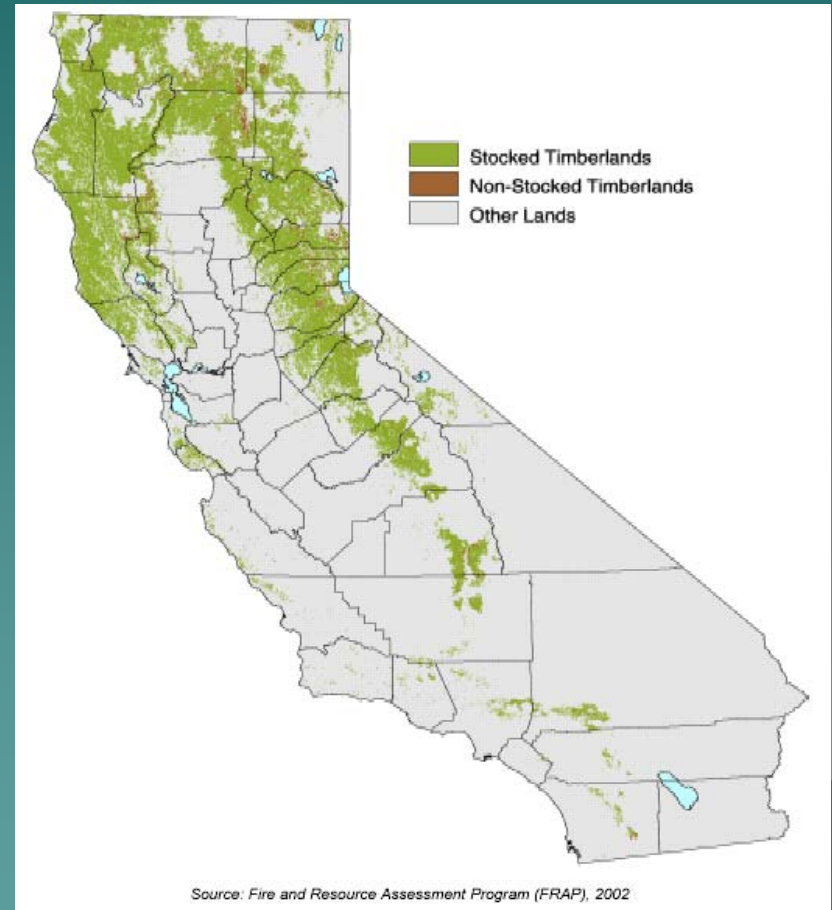 Stocked Timberlands
Non-Stocked Timberlands
Other Lands
Source: Fire and Resource Assessment Program (FRAP), 2002